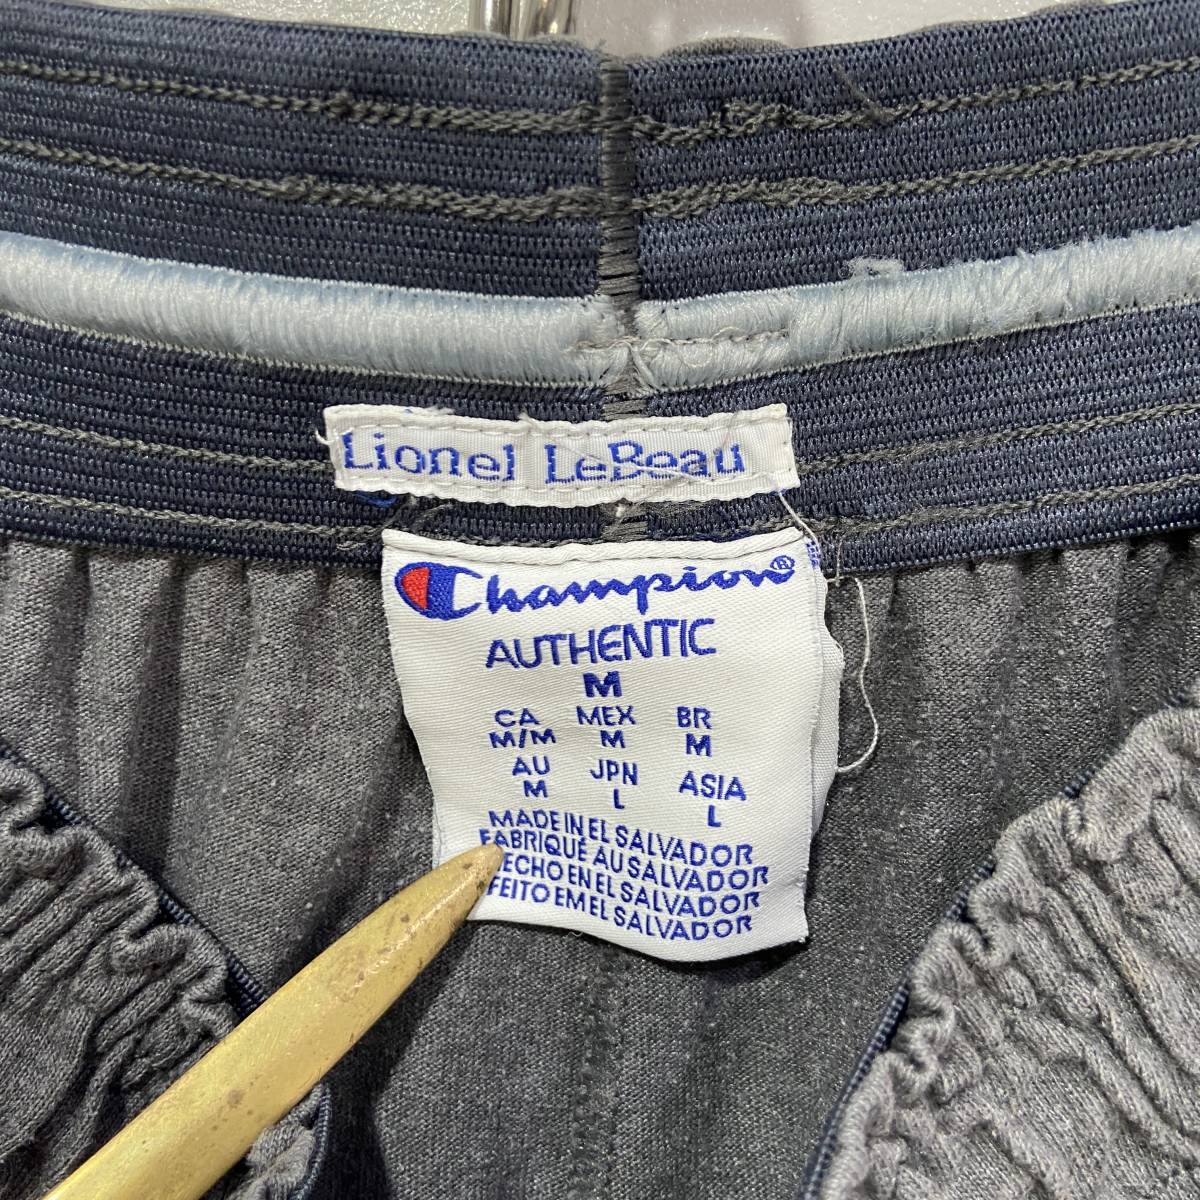 Lionel LeBeau
Champion®
AUTHENTIC
M
CA MEX BR
M/M M M
AU JPN ASIA
M L L
MADE IN EL SALVADOR
FABRIQUÉ AU SALVADOR
ECHO EN EL SALVADOR
FEITO EM EL SALVADOR